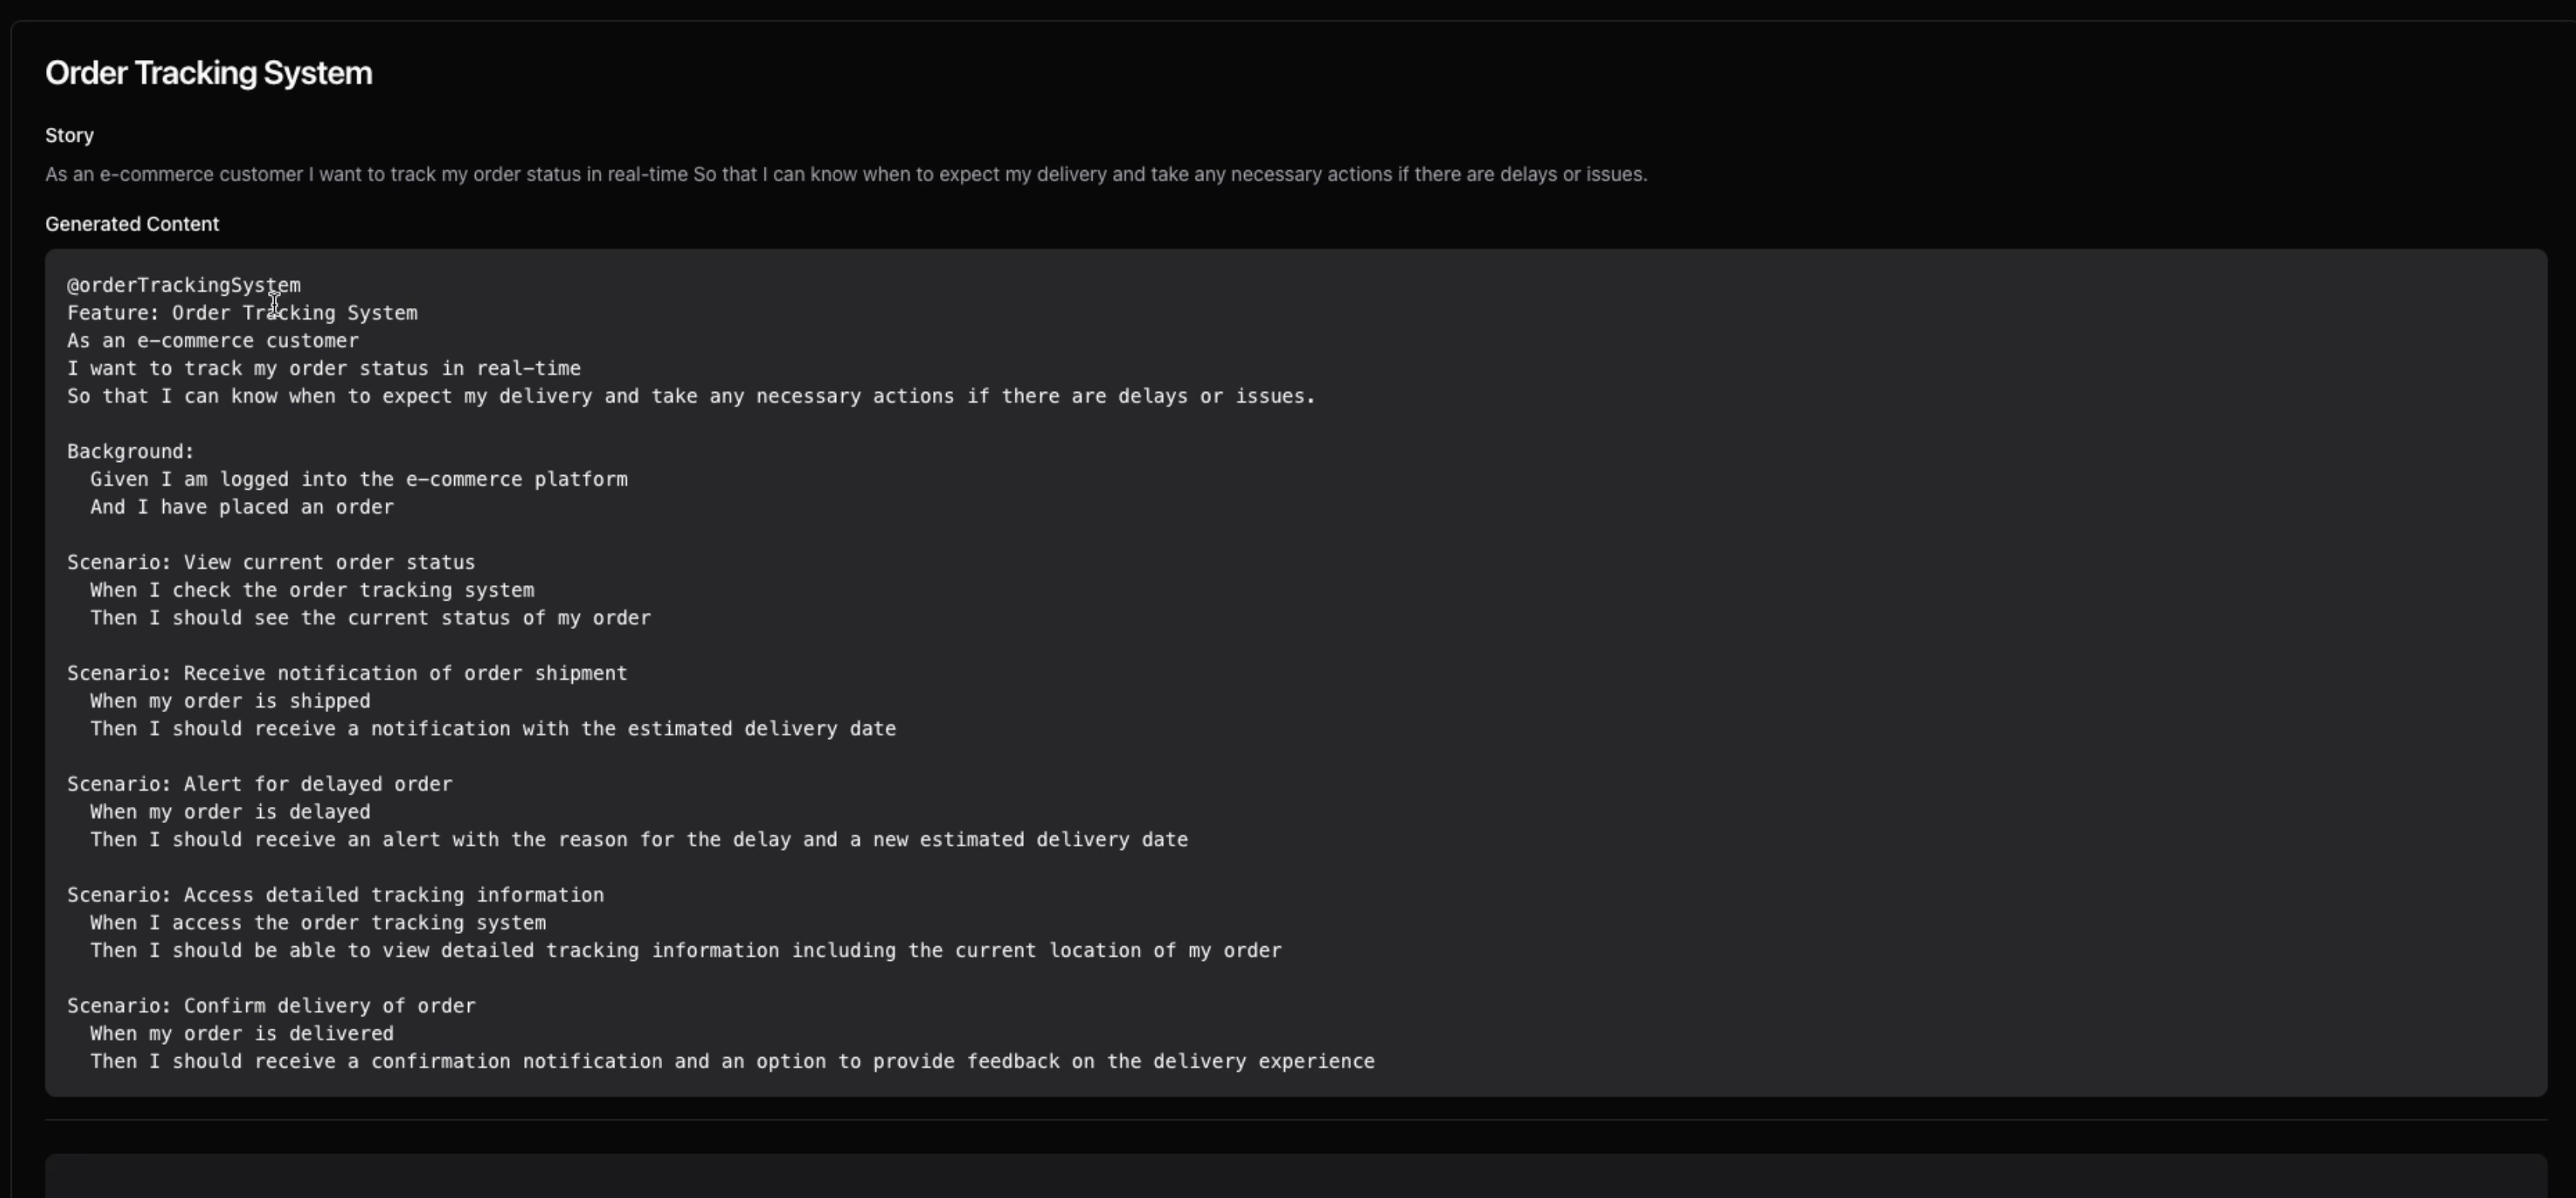 Order Tracking System
Story
As an e-commerce customer I want to track my order status in real-time So that I can know when to expect my delivery and take any necessary actions if there are delays or issues.
Generated Content
@orderTrackingSystem
Feature: Order Tracking System
As an e-commerce customer
I want to track my order status in real-time
So that I can know when to expect my delivery and take any necessary actions if there are delays or issues.
Background:
Given I am logged into the e-commerce platform
And I have placed an order
Scenario: View current order status
When I check the order tracking system
Then I should see the current status of my order
Scenario: Receive notification of order shipment
When my order is shipped
Then I should receive a notification with the estimated delivery date
Scenario: Alert for delayed order
When my order is delayed
Then I should receive an alert with the reason for the delay and a new estimated delivery date
Scenario: Access detailed tracking information
When I access the order tracking system
Then I should be able to view detailed tracking information including the current location of my order
Scenario: Confirm delivery of order
When my order is delivered
Then I should receive a confirmation notification and an option to provide feedback on the delivery experience